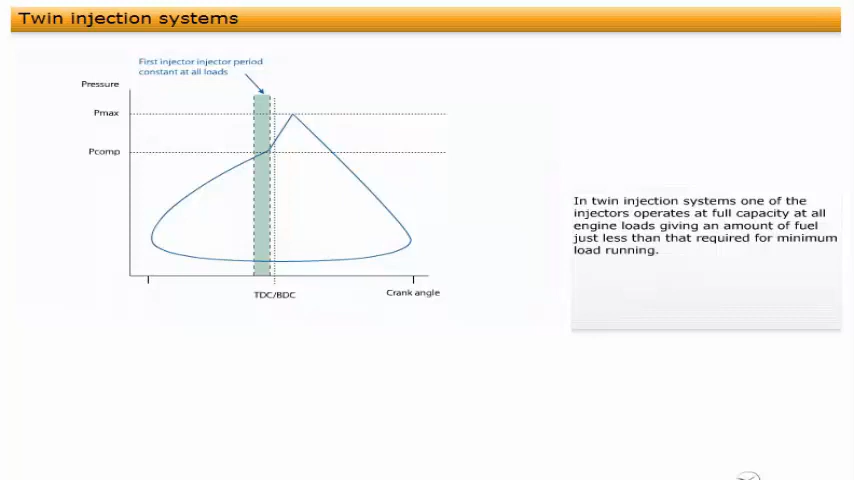 Twin injection systems
First injector injector period
constant at all loads
Pressure
Pmax
Pcomp
TDC/BDC
Crank angle
In twin injection systems one of the
injectors operates at full capacity at all
engine loads giving an amount of fuel
just less than that required for minimum
load running.